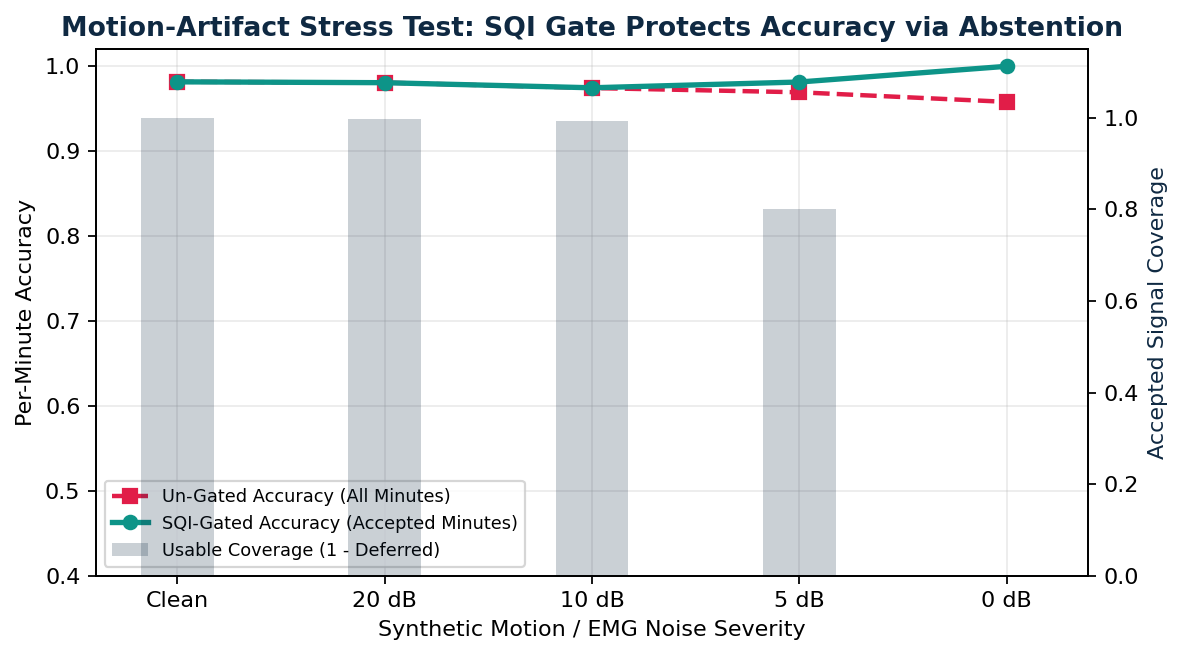 Motion-Artifact Stress Test: SQI Gate Protects Accuracy via Abstention
Per-Minute Accuracy
1.0
0.9
0.8
0.7
0.6
0.5
0.4
Un-Gated Accuracy (All Minutes)
SQI-Gated Accuracy (Accepted Minutes)
Usable Coverage (1 - Deferred)
1.0
0.8
0.6
0.4
0.2
0.0
Accepted Signal Coverage
Clean 20 dB 10 dB 5 dB 0 dB
Synthetic Motion / EMG Noise Severity